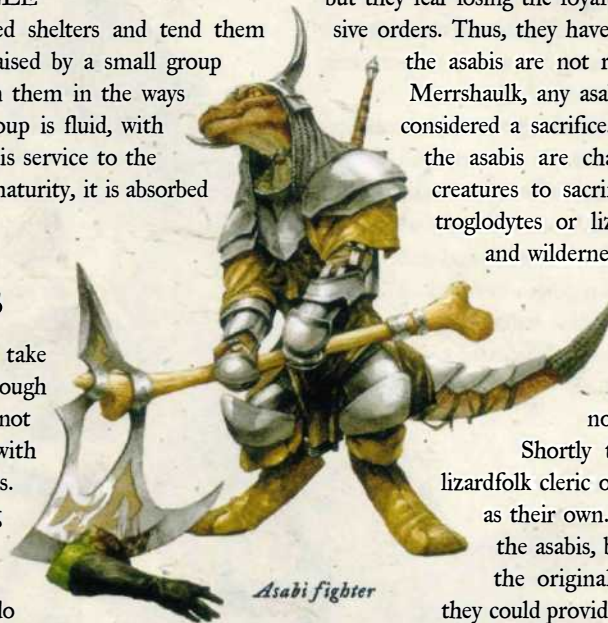 ed shelters and tend them
aised by a small group
them in the ways
oup is fluid, with
is service to the
naturity, it is absorbed
take
ough
not
with
s.
lo
but they fear losing the loyal
sive orders. Thus, they have
the asabis are not r
Merrshaulk, any asa
considered a sacrifice
the asabis are cha
creatures to sacri
troglodytes or liz
and wilderne
no
Shortly t
lizardfolk cleric o
as their own.
the asabis, b
the original
they could provid
Asabi fighter